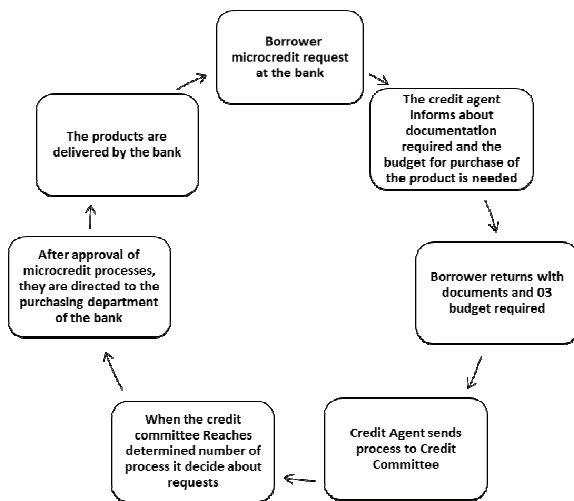 Borrower
microcredit request
at the bank
The credit agent
Informs about
documentation
required and the
budget for purchase of
the product is needed
Borrower returns with
documents and 03
budget required
Credit Agent sends
process to Credit
Committee
When the credit
committee Reaches
determined number of
process it decide about
requests
After approval of
microcredit processes,
they are directed to the
purchasing department
of the bank
The products are
delivered by the bank